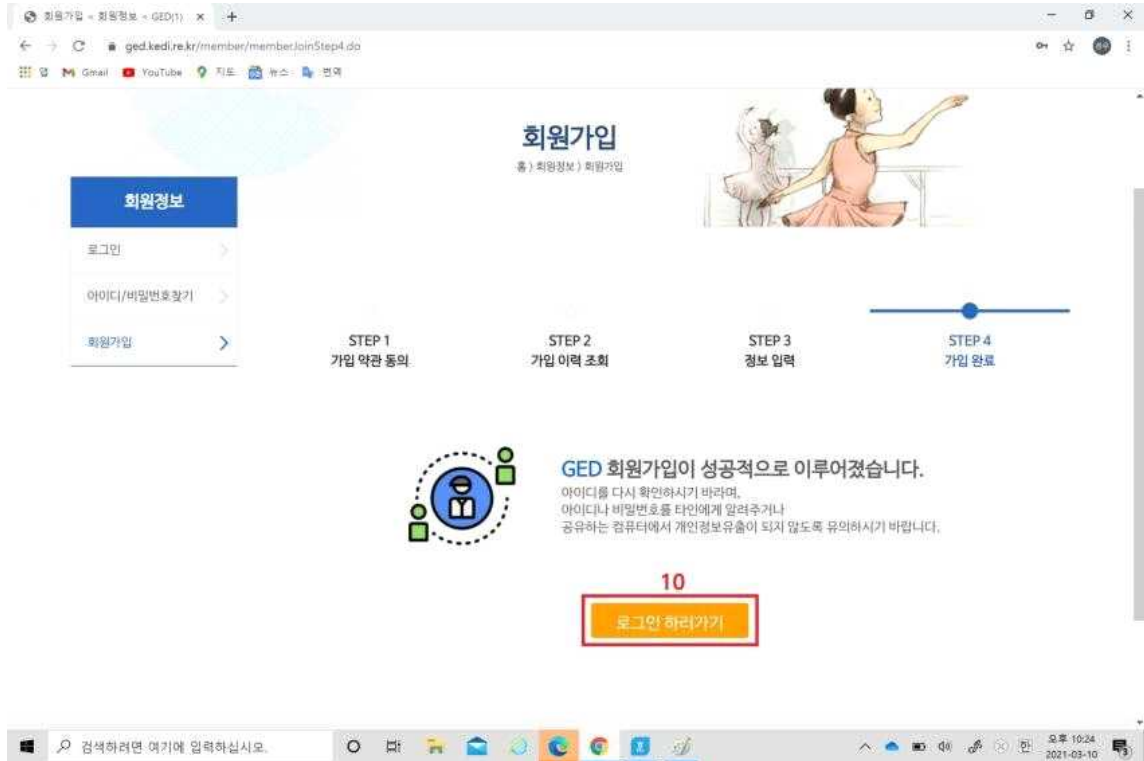 회원가입 < 회원정보 < GED(1)
ged.kedi.re.kr/member/memberJoinStep4.do
앱 Gmail YouTube 지도 뉴스 번역
회원가입
홈 > 회원정보 > 회원가입
회원정보
로그인
아이디/비밀번호찾기
회원가입
STEP 1
가입 약관 동의
STEP 2
가입 이력 조회
STEP 3
정보 입력
STEP 4
가입 완료
GED 회원가입이 성공적으로 이루어졌습니다.
아이디를 다시 확인하시기 바라며,
아이디나 비밀번호를 타인에게 알려주거나
공유하는 컴퓨터에서 개인정보유출이 되지 않도록 유의하시기 바랍니다.
10
로그인 하러가기
검색하려면 여기에 입력하십시오.
한
오후 10:24
2021-03-10